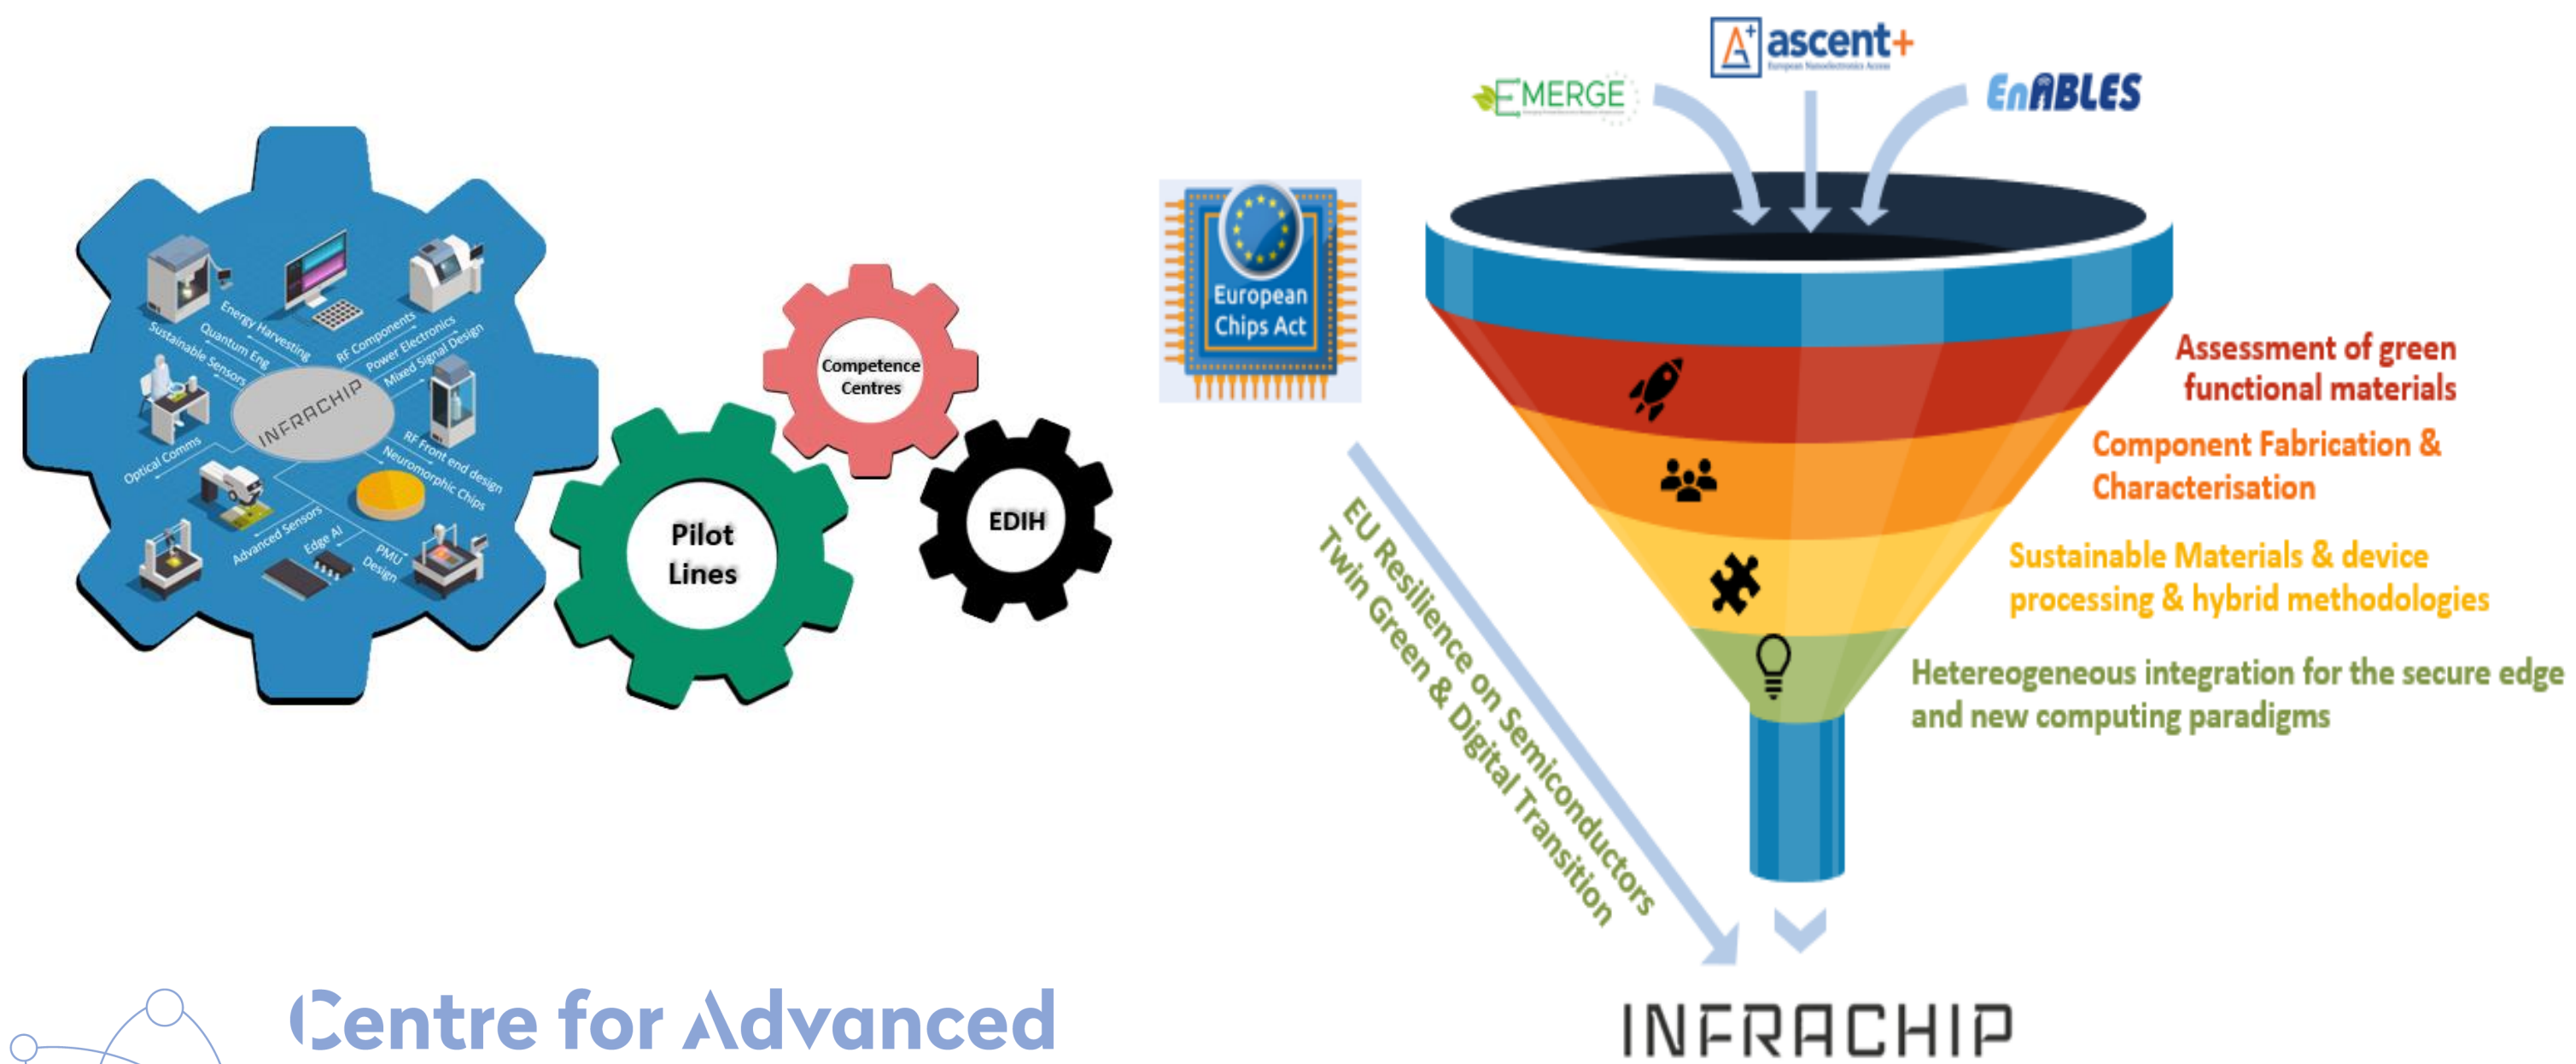 Energy Harvesting
Quantum Eng
Sustainable Sensors
RF Components
Power Electronics
Mixed Signal Design
INFRACHIP
Optical Comms
RF Front end design
Neuromorphic Chips
Advanced Sensors
Edge AI
PMU
Design
Pilot
Lines
Competence
Centres
EDIH
European
Chips Act
EMERGE
A+ ascent+
European Nanoelectronics Access
EnABLES
Assessment of green
functional materials
Component Fabrication &
Characterisation
Sustainable Materials & device
processing & hybrid methodologies
Hetereogeneous integration for the secure edge
and new computing paradigms
EU Resilience on Semiconductors
Twin Green & Digital Transition
INFRACHIP
Centre for Advanced